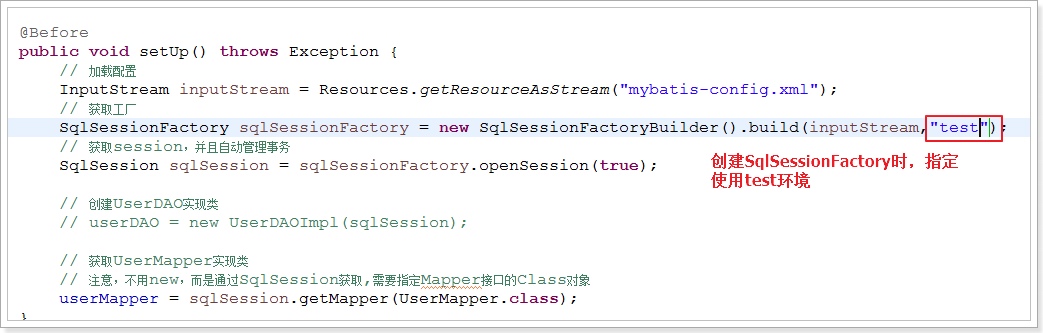 @Before
public void setUp() throws Exception {
// 加载配置
InputStream inputStream = Resources.getResourceAsStream("mybatis-config.xml");
// 获取工厂
SqlSessionFactory sqlSessionFactory = new SqlSessionFactoryBuilder().build(inputStream,"test");
// 获取session，并且自动管理事务
SqlSession sqlSession = sqlSessionFactory.openSession(true);
创建SqlSessionFactory时，指定
使用test环境
// 创建UserDAO实现类
// userDAO = new UserDAOImpl(sqlSession);
// 获取UserMapper实现类
// 注意，不用new，而是通过SqlSession获取,需要指定Mapper接口的Class对象
userMapper = sqlSession.getMapper(UserMapper.class);
}